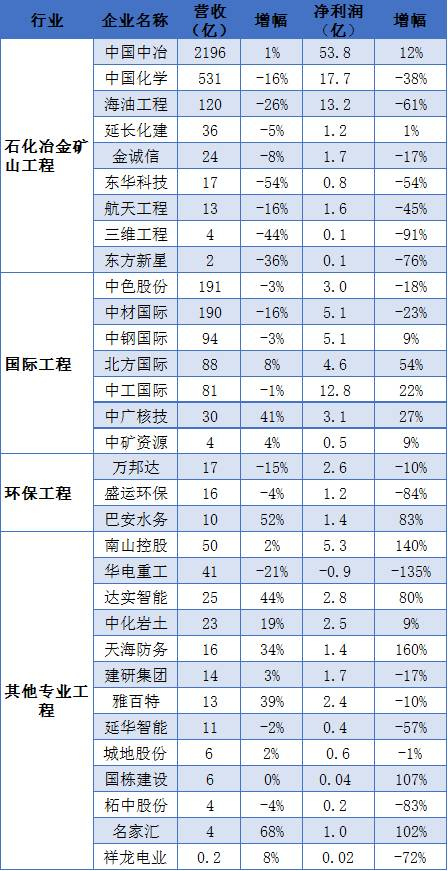 行业 企业名称 营收（亿） 增幅 净利润（亿） 增幅
石化冶金矿山工程
中国中冶 2196 1% 53.8 12%
中国化学 531 -16% 17.7 -38%
海油工程 120 -26% 13.2 -61%
延长化建 36 -5% 1.2 1%
金诚信 24 -8% 1.7 -17%
东华科技 17 -54% 0.8 -54%
航天工程 13 -16% 1.6 -45%
三维工程 4 -44% 0.1 -91%
东方新星 2 -36% 0.1 -76%
国际工程
中色股份 191 -3% 3.0 -18%
中材国际 190 -16% 5.1 -23%
中钢国际 94 -3% 5.1 9%
北方国际 88 8% 4.6 54%
中工国际 81 -1% 12.8 22%
中广核技 30 41% 3.1 27%
中矿资源 4 4% 0.5 9%
环保工程
万邦达 17 -15% 2.6 -10%
盛运环保 16 -4% 1.2 -84%
巴安水务 10 52% 1.4 83%
其他专业工程
南山控股 50 2% 5.3 140%
华电重工 41 -21% -0.9 -135%
达实智能 25 44% 2.8 80%
中化岩土 23 19% 2.5 9%
天海防务 16 34% 1.4 160%
建研集团 14 3% 1.7 -17%
雅百特 13 39% 2.4 -10%
延华智能 11 -2% 0.4 -57%
城地股份 6 2% 0.6 -1%
国栋建设 6 0% 0.04 107%
柘中股份 4 -4% 0.2 -83%
名家汇 4 68% 1.0 102%
祥龙电业 0.2 8% 0.02 -72%